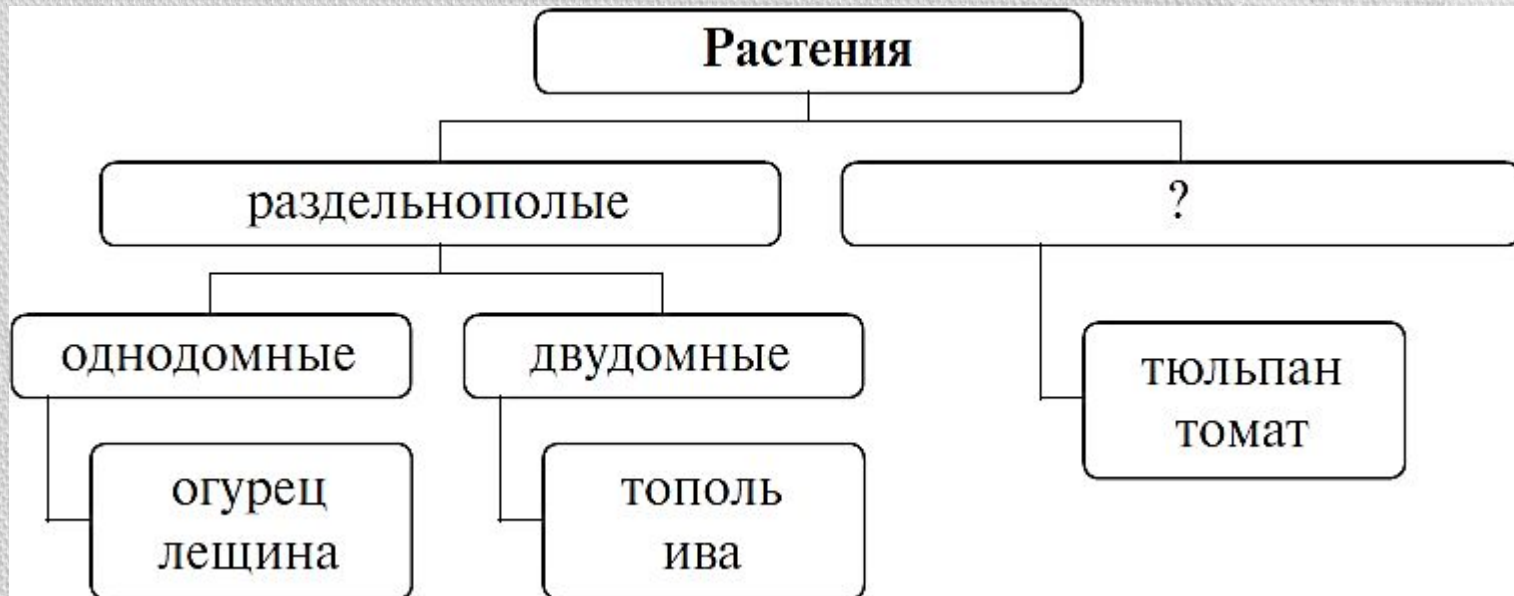 Растения
раздельнополые
?
однодомные
двудомные
тюльпан
томат
огурец
лещина
тополь
ива